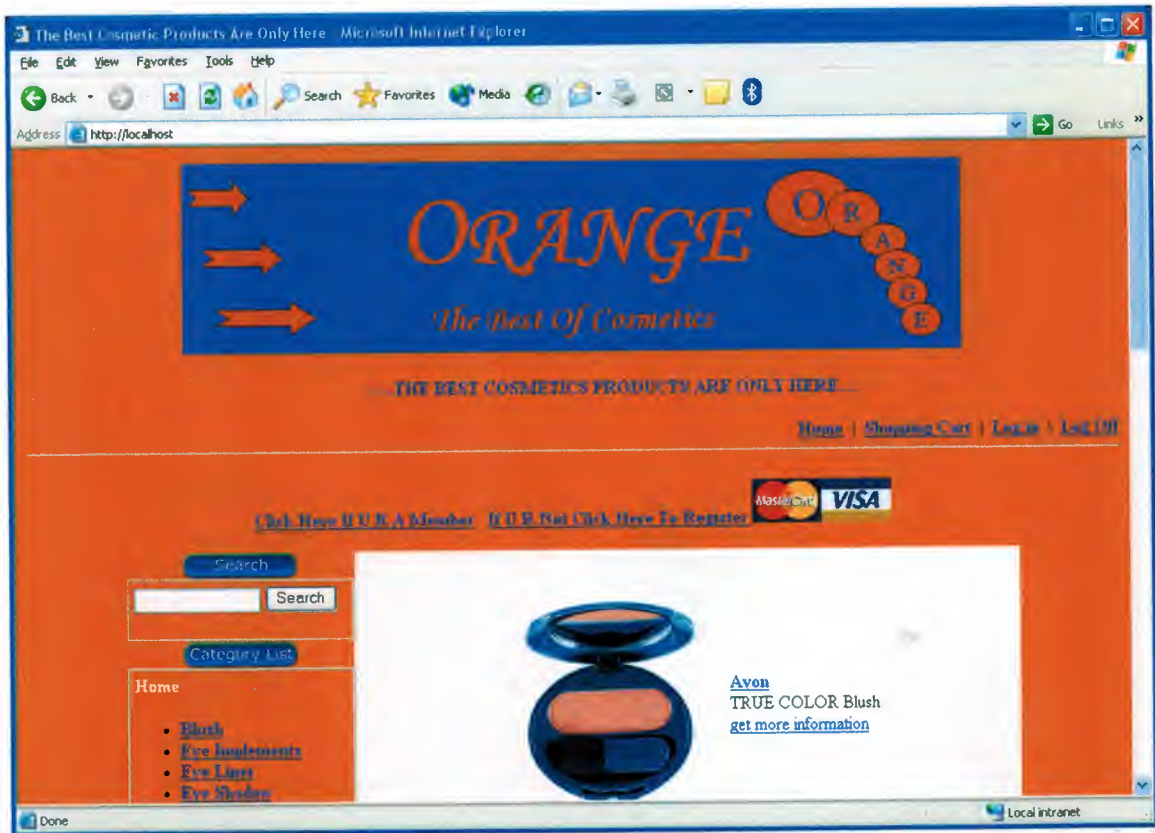 The Best Cosmetic Products Are Only Here - Microsoft Internet Explorer
File Edit View Favorites Tools Help
Back Search Favorites Media
Address http://localhost Go Links »
ORANGE O R A N G E
The Best Of Cosmetics
.....THE BEST COSMETICS PRODUCTS ARE ONLY HERE.....
Home | Shopping Cart | Log in | Log Off
Click Here If U R A Member If U R Not Click Here To Register MasterCard VISA
Search
Search
Category List
Home
Avon
TRUE COLOR Blush
get more information
• Blush
• Eye Implements
• Eye Liner
• Eye Shadow
Done Local intranet